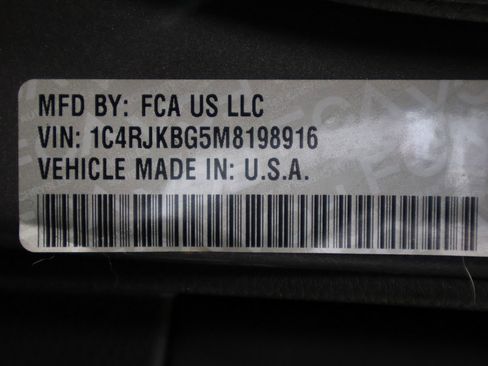 MFD BY: FCA US LLC
VIN: 1C4RJKBG5M8198916
VEHICLE MADE IN: U.S.A.